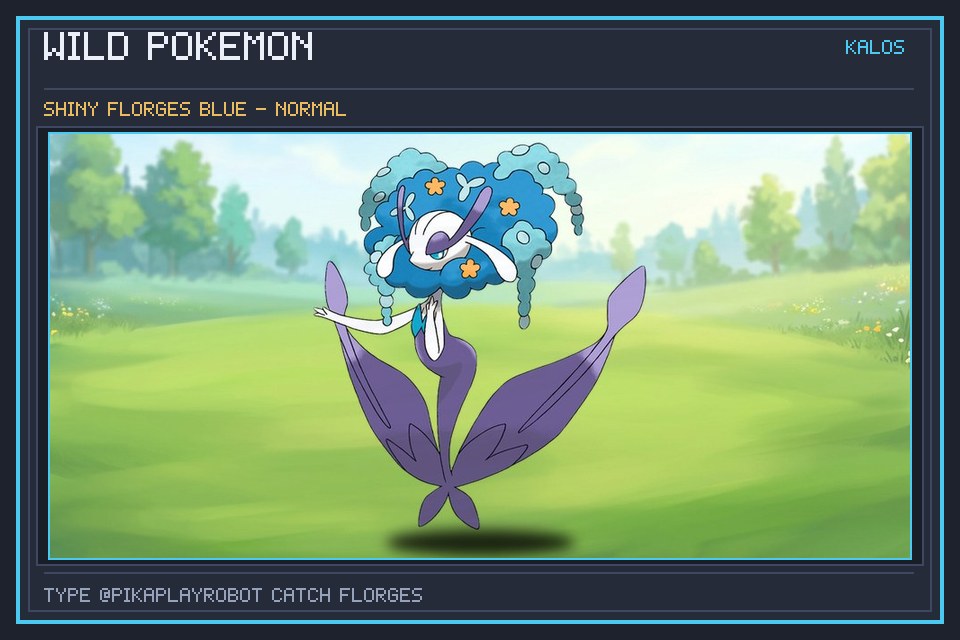 WILD POKEMON
KALOS
SHINY FLORGES BLUE - NORMAL
TYPE @PIKAPLAYROBOT CATCH FLORGES